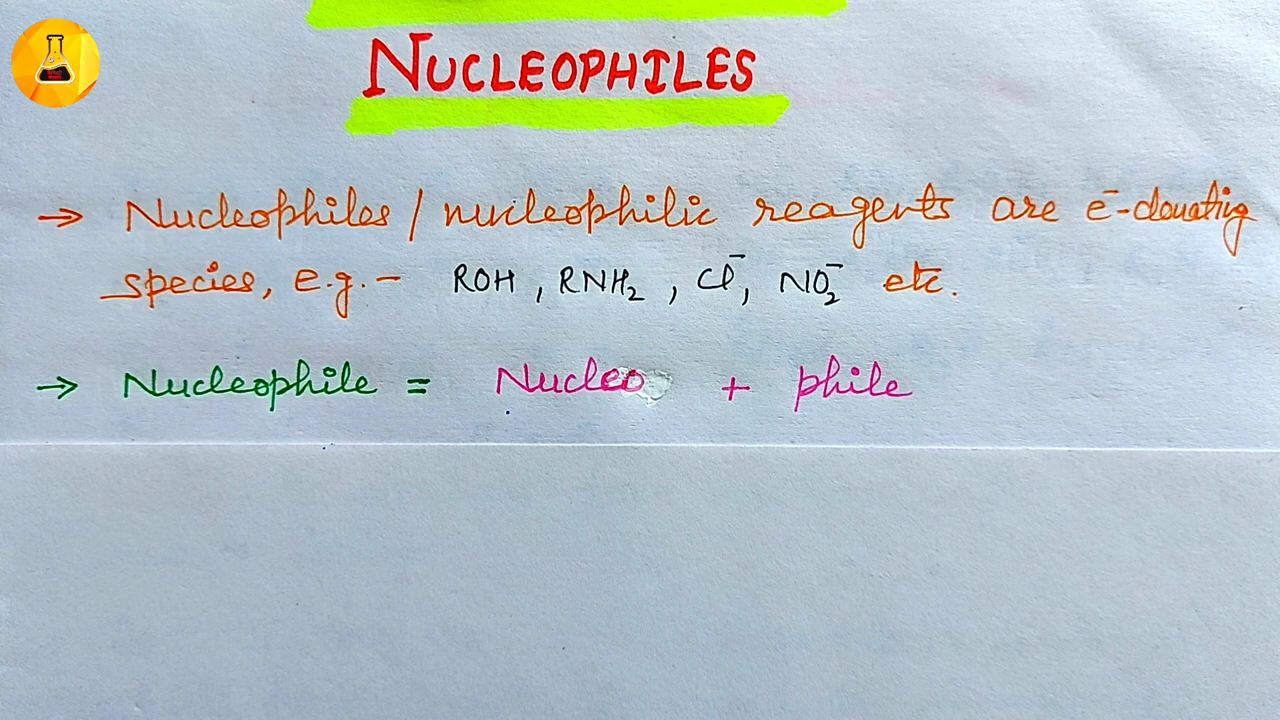 NUCLEOPHILES
→ Nucleophiles / nucleophilic reagents are e⁻-donating
species, e.g. - ROH, RNH₂, Cl⁻, NO₂⁻ etc.
→ Nucleophile = Nucleo + phile